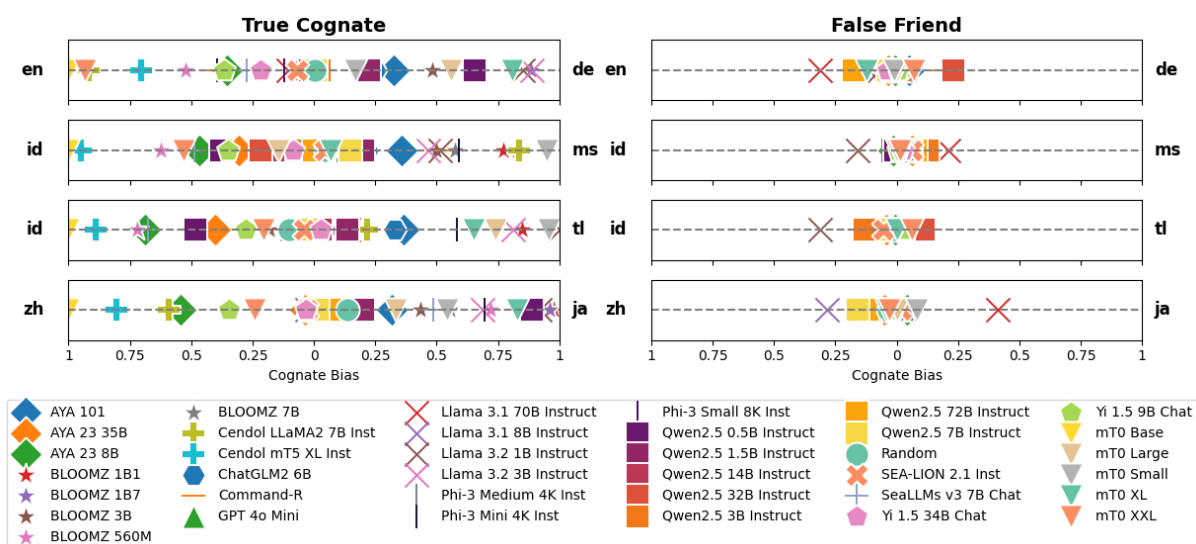 True Cognate
False Friend
en de en de
id ms id ms
id tl id tl
zh ja zh ja
1 0.75 0.5 0.25 0 0.25 0.5 0.75 1
1 0.75 0.5 0.25 0 0.25 0.5 0.75 1
Cognate Bias
Cognate Bias
AYA 101
AYA 23 35B
AYA 23 8B
BLOOMZ 1B1
BLOOMZ 1B7
BLOOMZ 3B
BLOOMZ 560M
BLOOMZ 7B
Cendol LLaMA2 7B Inst
Cendol mT5 XL Inst
ChatGLM2 6B
Command-R
GPT 4o Mini
Llama 3.1 70B Instruct
Llama 3.1 8B Instruct
Llama 3.2 1B Instruct
Llama 3.2 3B Instruct
Phi-3 Medium 4K Inst
Phi-3 Mini 4K Inst
Phi-3 Small 8K Inst
Qwen2.5 0.5B Instruct
Qwen2.5 1.5B Instruct
Qwen2.5 14B Instruct
Qwen2.5 32B Instruct
Qwen2.5 3B Instruct
Qwen2.5 72B Instruct
Qwen2.5 7B Instruct
Random
SEA-LION 2.1 Inst
SeaLLMs v3 7B Chat
Yi 1.5 34B Chat
Yi 1.5 9B Chat
mT0 Base
mT0 Large
mT0 Small
mT0 XL
mT0 XXL